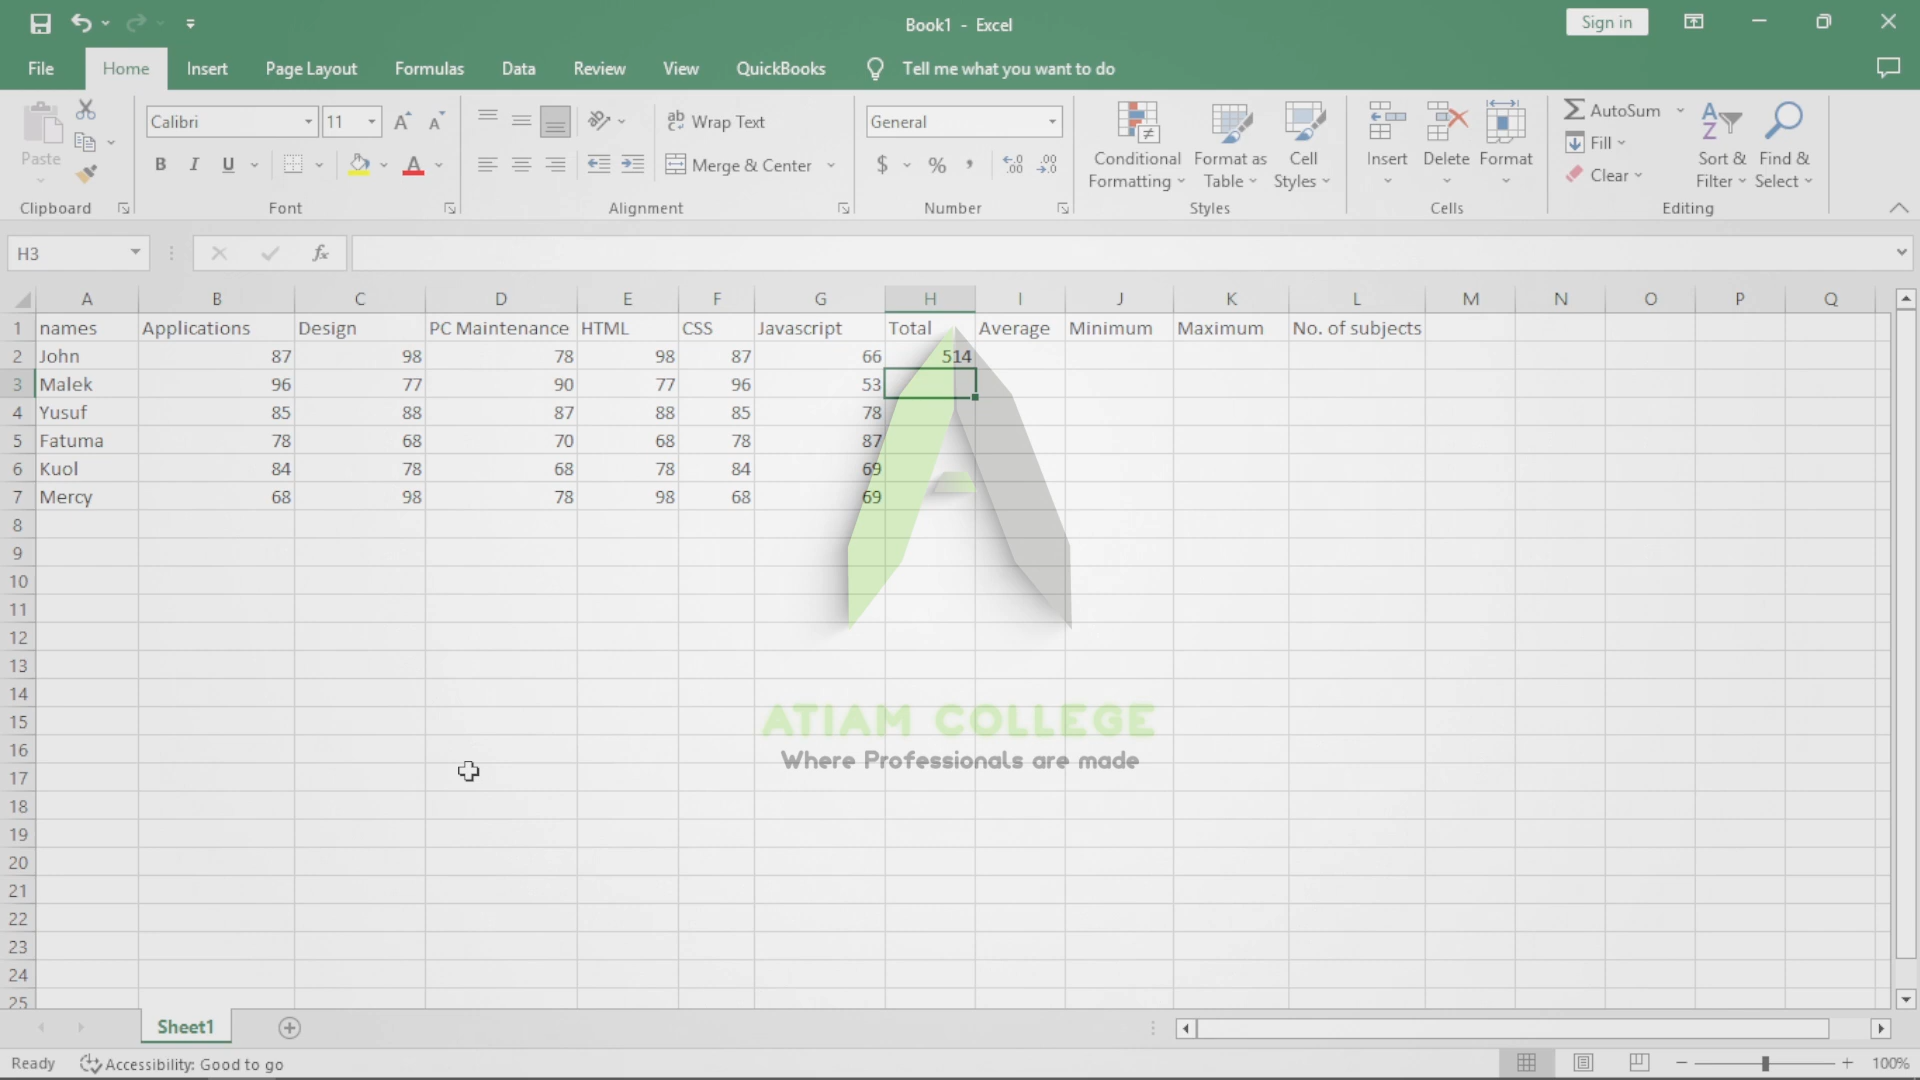 Book1 - Excel
Sign in
File Home Insert Page Layout Formulas Data Review View QuickBooks Tell me what you want to do
Paste
Clipboard
Calibri 11
B I U
A
Font
Wrap Text
Merge & Center
Alignment
General
$ % ,
Number
Conditional Formatting
Format as Table
Cell Styles
Styles
Insert Delete Format
Cells
AutoSum
Fill
Clear
Sort & Filter
Find & Select
Editing
H3 fx
A B C D E F G H I J K L M N O P Q
1 names Applications Design PC Maintenance HTML CSS Javascript Total Average Minimum Maximum No. of subjects
2 John 87 98 78 98 87 66 514
3 Malek 96 77 90 77 96 53
4 Yusuf 85 88 87 88 85 78
5 Fatuma 78 68 70 68 78 87
6 Kuol 84 78 68 78 84 69
7 Mercy 68 98 78 98 68 69
8
9
10
11
12
13
14
15
16
17
18
19
20
21
22
23
24
25
ATIAM COLLEGE
Where Professionals are made
Sheet1
Ready Accessibility: Good to go 100%